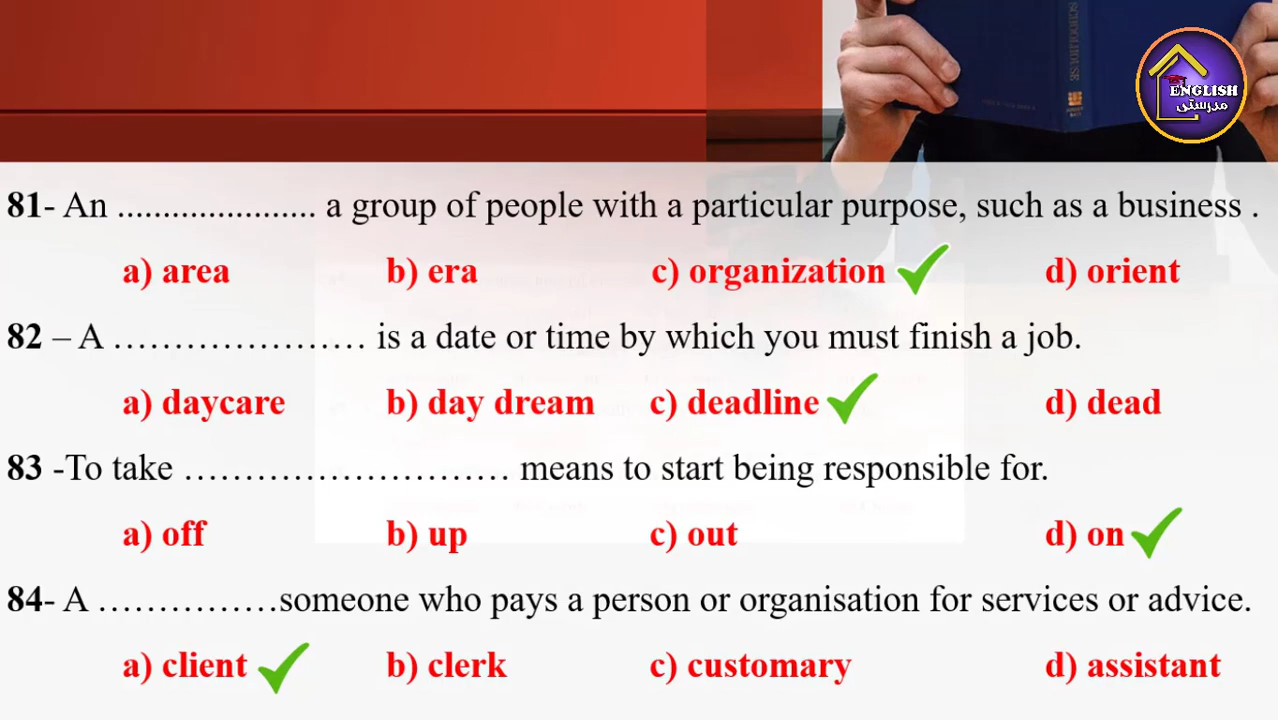 SCHOOLHOUSE
ENGLISH
مدرستى
81- An ...................... a group of people with a particular purpose, such as a business .
a) area b) era c) organization d) orient
82 – A ………………… is a date or time by which you must finish a job.
a) daycare b) day dream c) deadline d) dead
83 -To take ……………………… means to start being responsible for.
a) off b) up c) out d) on
84- A ……………someone who pays a person or organisation for services or advice.
a) client b) clerk c) customary d) assistant